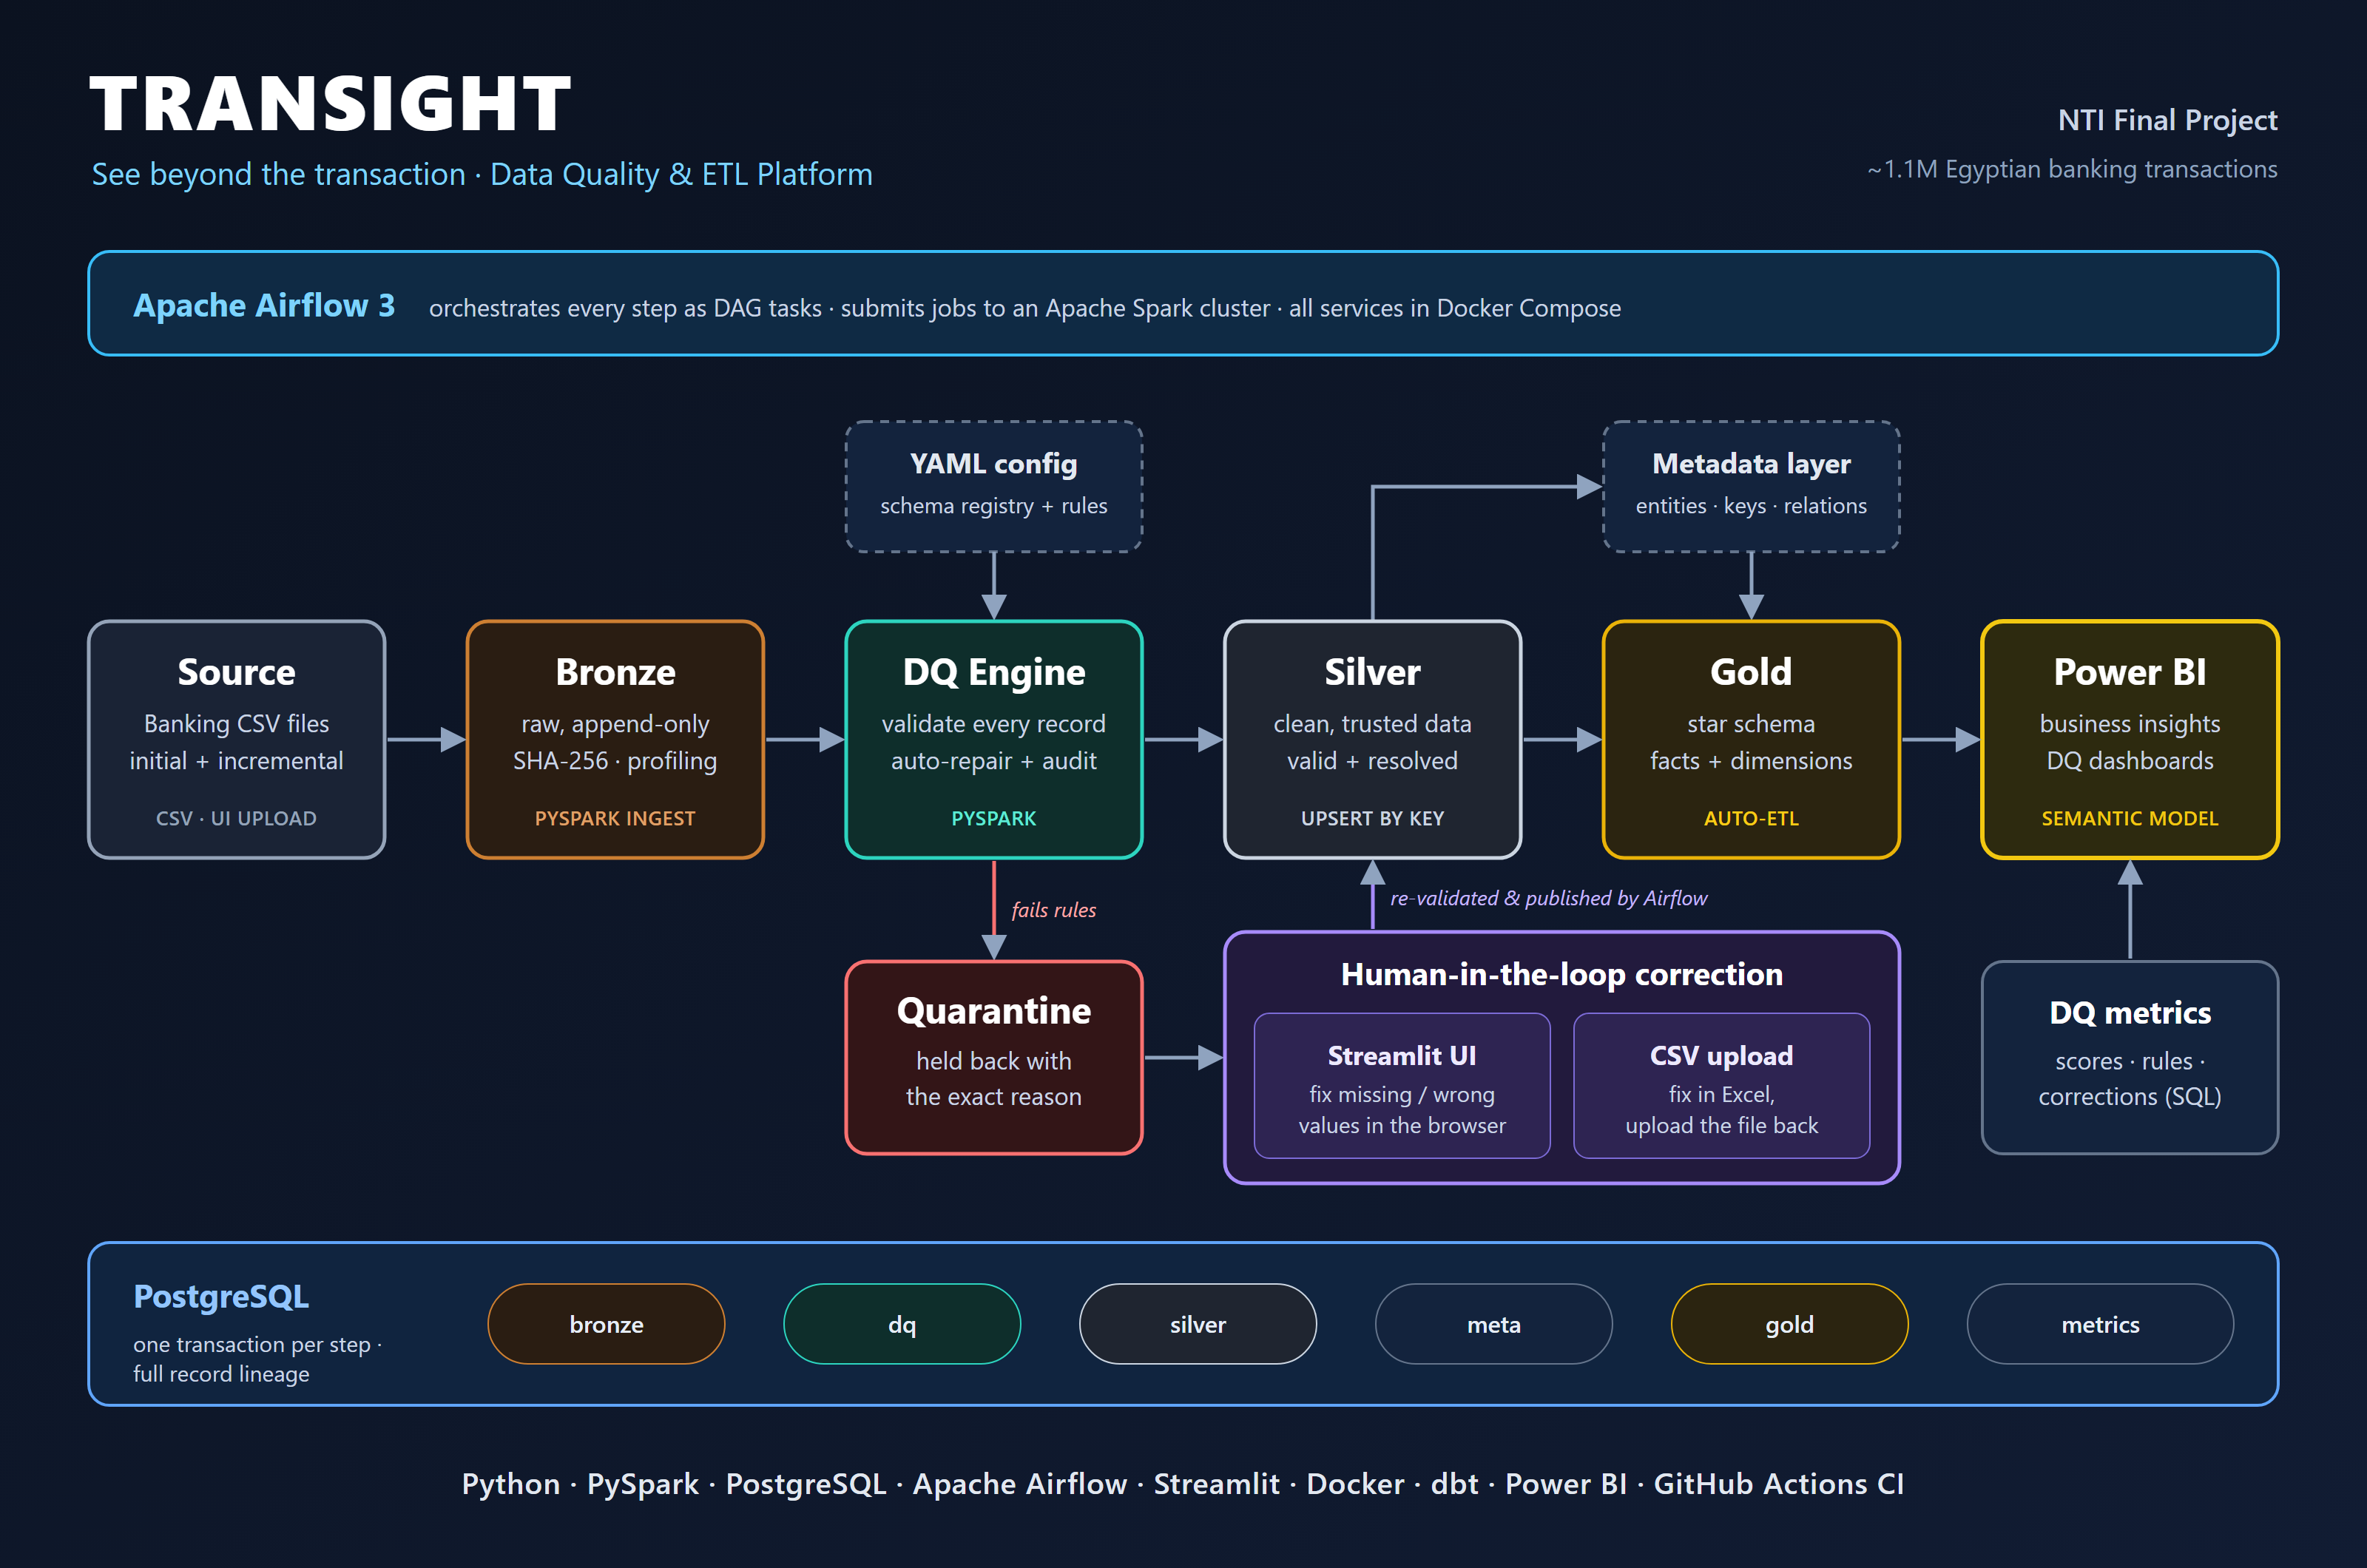 TRANSIGHT
See beyond the transaction · Data Quality & ETL Platform
NTI Final Project
~1.1M Egyptian banking transactions
Apache Airflow 3
orchestrates every step as DAG tasks · submits jobs to an Apache Spark cluster · all services in Docker Compose
YAML config
schema registry + rules
Metadata layer
entities · keys · relations
Source
Banking CSV files
initial + incremental
CSV · UI UPLOAD
Bronze
raw, append-only
SHA-256 · profiling
PYSPARK INGEST
DQ Engine
validate every record
auto-repair + audit
PYSPARK
Silver
clean, trusted data
valid + resolved
UPSERT BY KEY
Gold
star schema
facts + dimensions
AUTO-ETL
Power BI
business insights
DQ dashboards
SEMANTIC MODEL
fails rules
re-validated & published by Airflow
Quarantine
held back with
the exact reason
Human-in-the-loop correction
Streamlit UI
fix missing / wrong
values in the browser
CSV upload
fix in Excel,
upload the file back
DQ metrics
scores · rules ·
corrections (SQL)
PostgreSQL
one transaction per step ·
full record lineage
bronze
dq
silver
meta
gold
metrics
Python · PySpark · PostgreSQL · Apache Airflow · Streamlit · Docker · dbt · Power BI · GitHub Actions CI